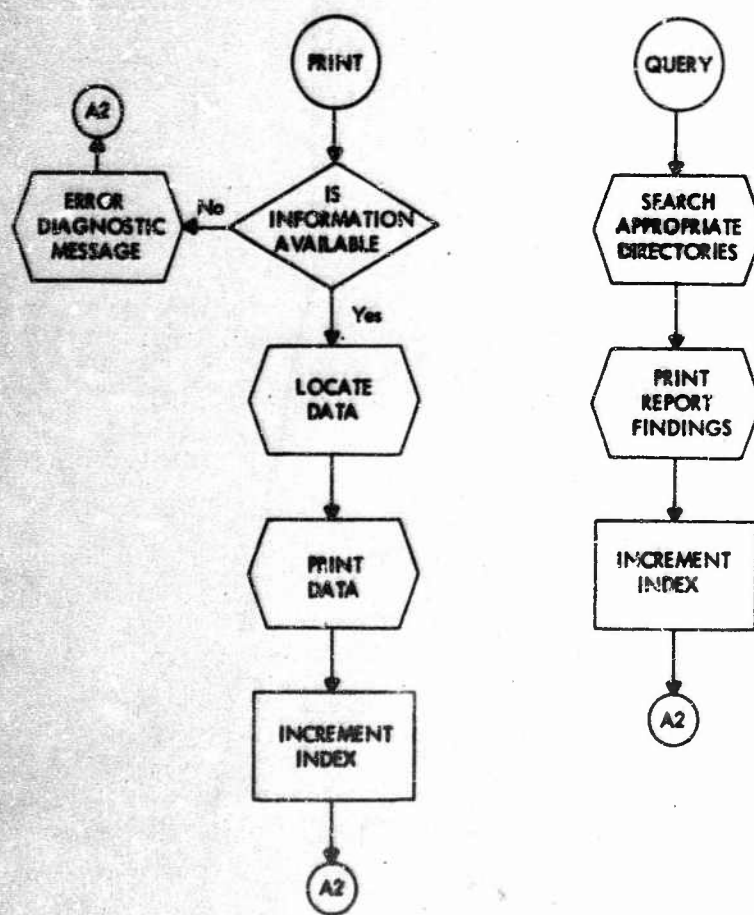 PRINT
A2
ERROR
DIAGNOSTIC
MESSAGE
No
IS
INFORMATION
AVAILABLE
Yes
LOCATE
DATA
PRINT
DATA
INCREMENT
INDEX
A2
QUERY
SEARCH
APPROPRIATE
DIRECTORIES
PRINT
REPORT
FINDINGS
INCREMENT
INDEX
A2